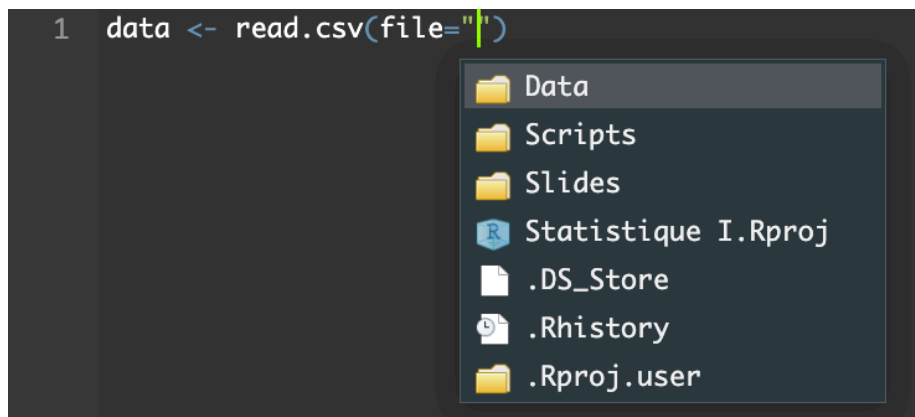 1 data <- read.csv(file="")
Data
Scripts
Slides
Statistique I.Rproj
.DS_Store
.Rhistory
.Rproj.user